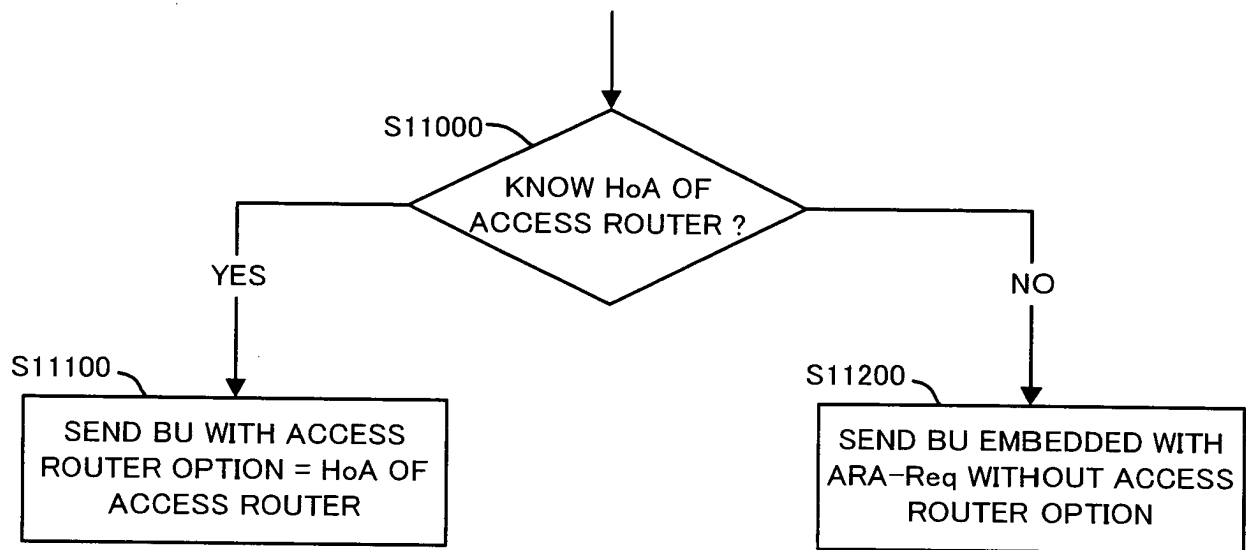 S11000
KNOW HoA OF
ACCESS ROUTER ?
YES
NO
S11100
SEND BU WITH ACCESS
ROUTER OPTION = HoA OF
ACCESS ROUTER
S11200
SEND BU EMBEDDED WITH
ARA-Req WITHOUT ACCESS
ROUTER OPTION